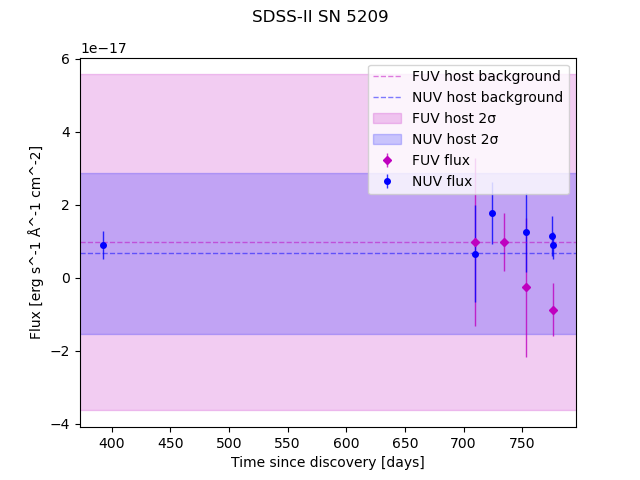 SDSS-II SN 5209
1e−17
FUV host background
NUV host background
FUV host 2σ
NUV host 2σ
FUV flux
NUV flux
6
4
2
0
−2
−4
Flux [erg s^-1 Å^-1 cm^-2]
400 450 500 550 600 650 700 750
Time since discovery [days]